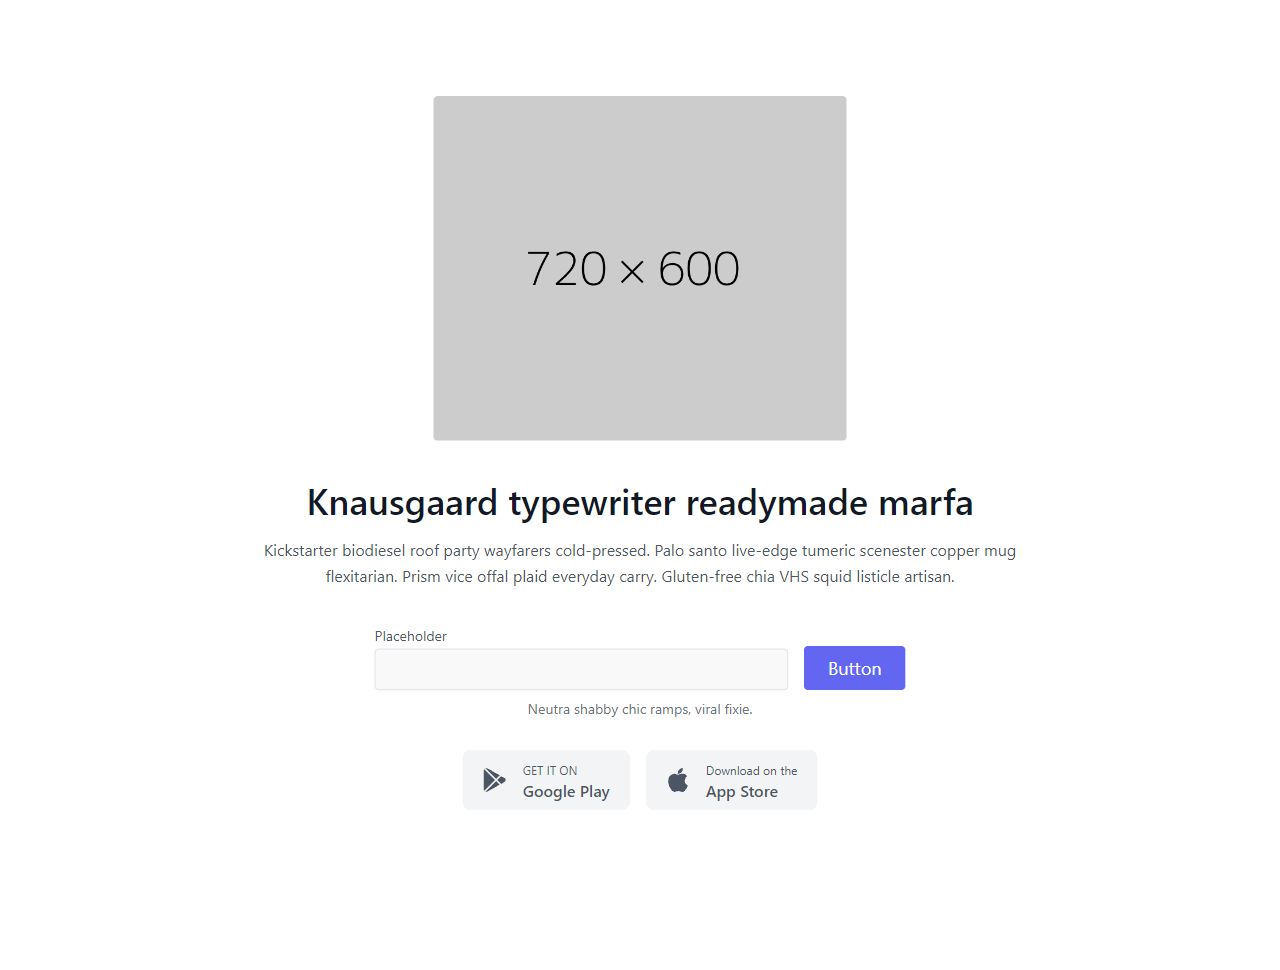 720 × 600
Knausgaard typewriter readymade marfa
Kickstarter biodiesel roof party wayfarers cold-pressed. Palo santo live-edge tumeric scenester copper mug
flexitarian. Prism vice offal plaid everyday carry. Gluten-free chia VHS squid listicle artisan.
Placeholder
Button
Neutra shabby chic ramps, viral fixie.
GET IT ON
Google Play
Download on the
App Store